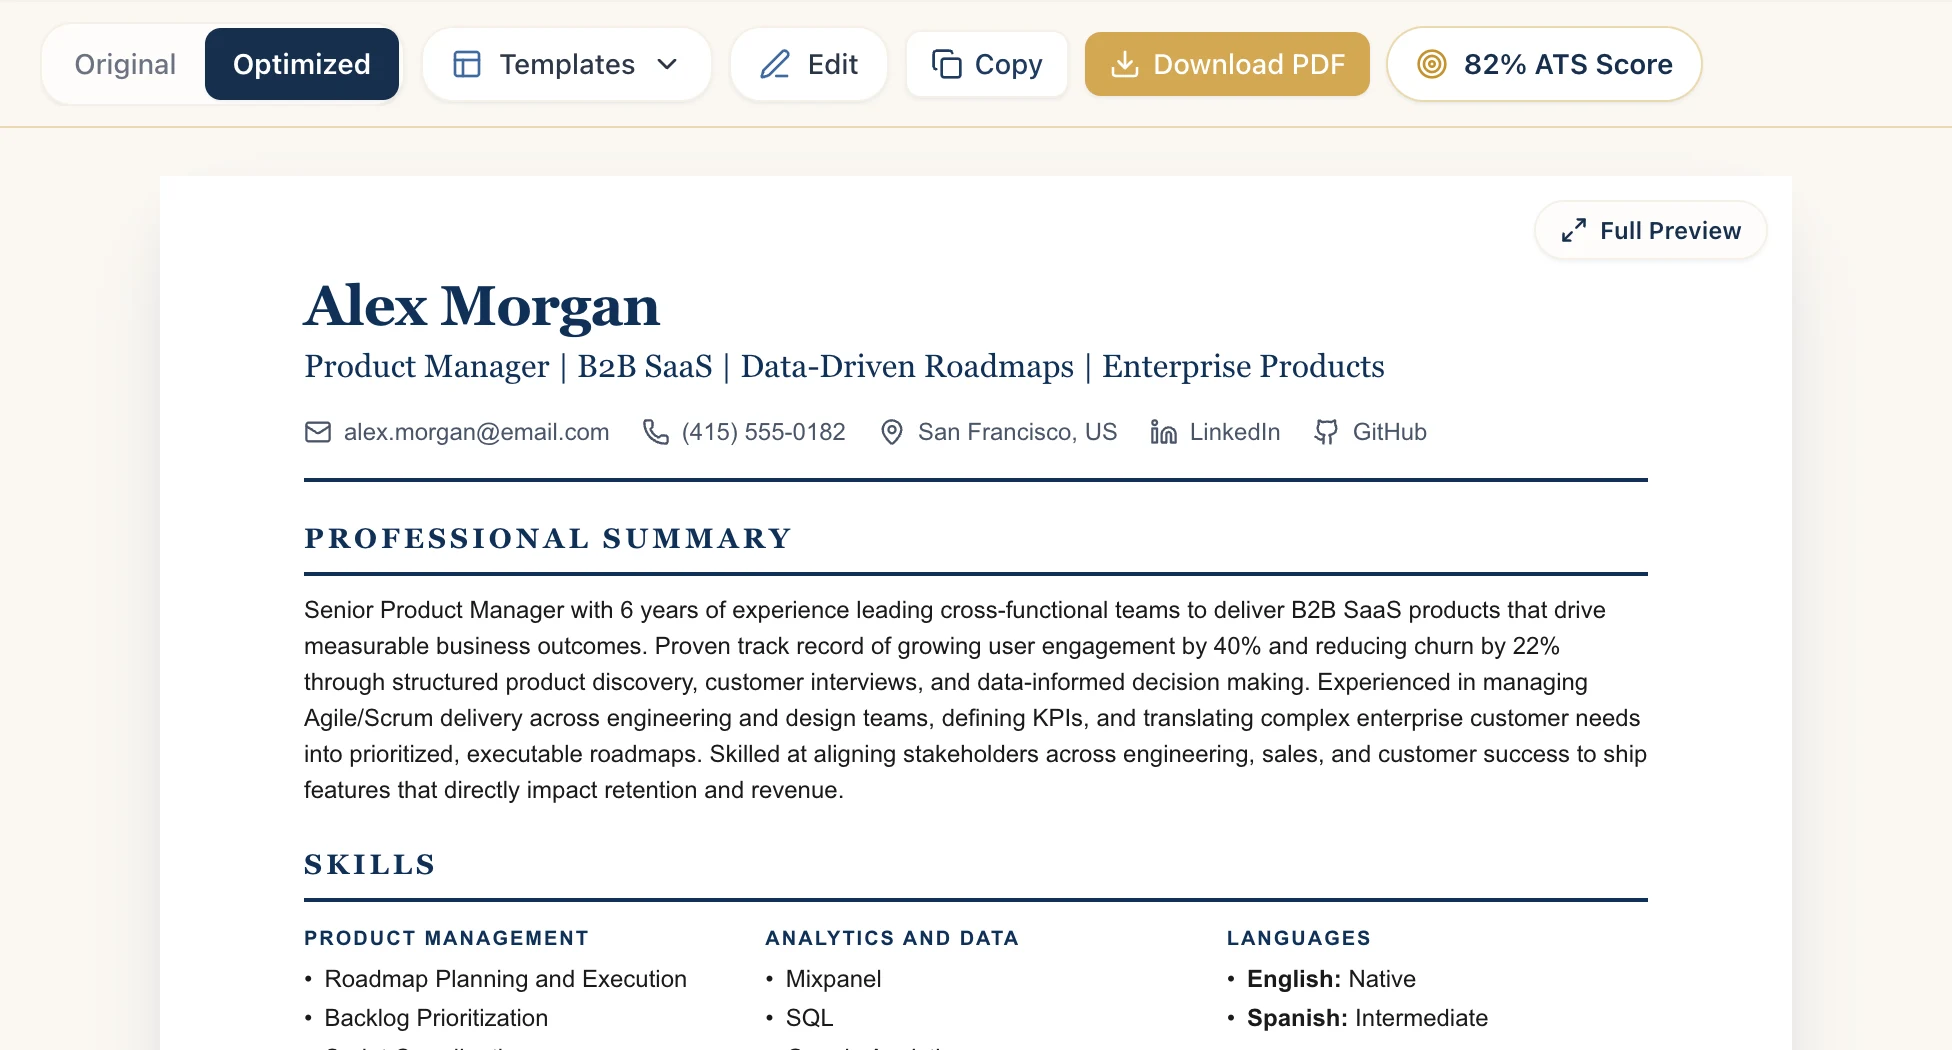 Original Optimized Templates Edit Copy Download PDF 82% ATS Score
Full Preview
Alex Morgan
Product Manager | B2B SaaS | Data-Driven Roadmaps | Enterprise Products
alex.morgan@email.com (415) 555-0182 San Francisco, US LinkedIn GitHub
PROFESSIONAL SUMMARY
Senior Product Manager with 6 years of experience leading cross-functional teams to deliver B2B SaaS products that drive
measurable business outcomes. Proven track record of growing user engagement by 40% and reducing churn by 22%
through structured product discovery, customer interviews, and data-informed decision making. Experienced in managing
Agile/Scrum delivery across engineering and design teams, defining KPIs, and translating complex enterprise customer needs
into prioritized, executable roadmaps. Skilled at aligning stakeholders across engineering, sales, and customer success to ship
features that directly impact retention and revenue.
SKILLS
PRODUCT MANAGEMENT
• Roadmap Planning and Execution
• Backlog Prioritization
ANALYTICS AND DATA
• Mixpanel
• SQL
LANGUAGES
• English: Native
• Spanish: Intermediate